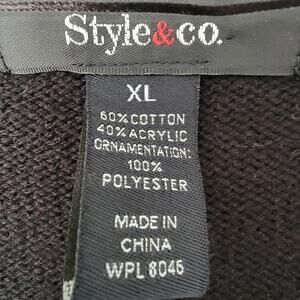 Style&co.
XL
60% COTTON
40% ACRYLIC
ORNAMENTATION:
100%
POLYESTER
MADE IN
CHINA
WPL 8046